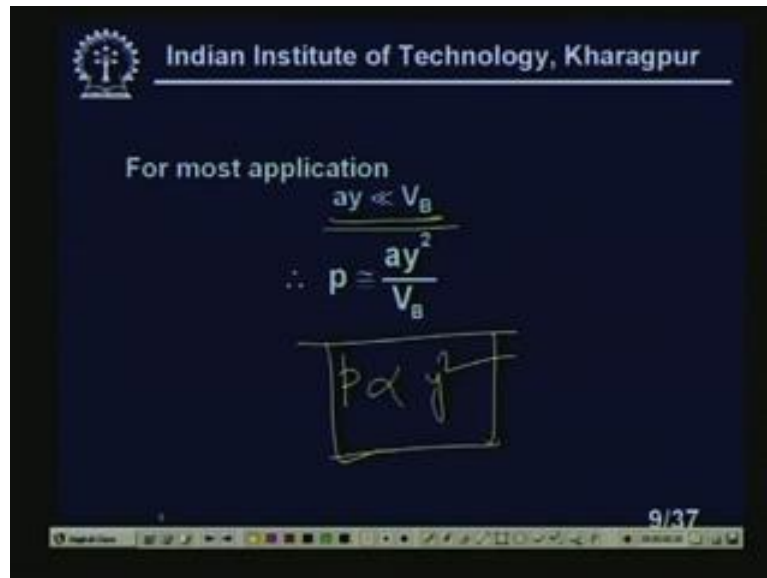 Indian Institute of Technology, Kharagpur
For most application
ay ≪ V_B
∴ p ≅ ay²/V_B
p ∝ y²
9/37